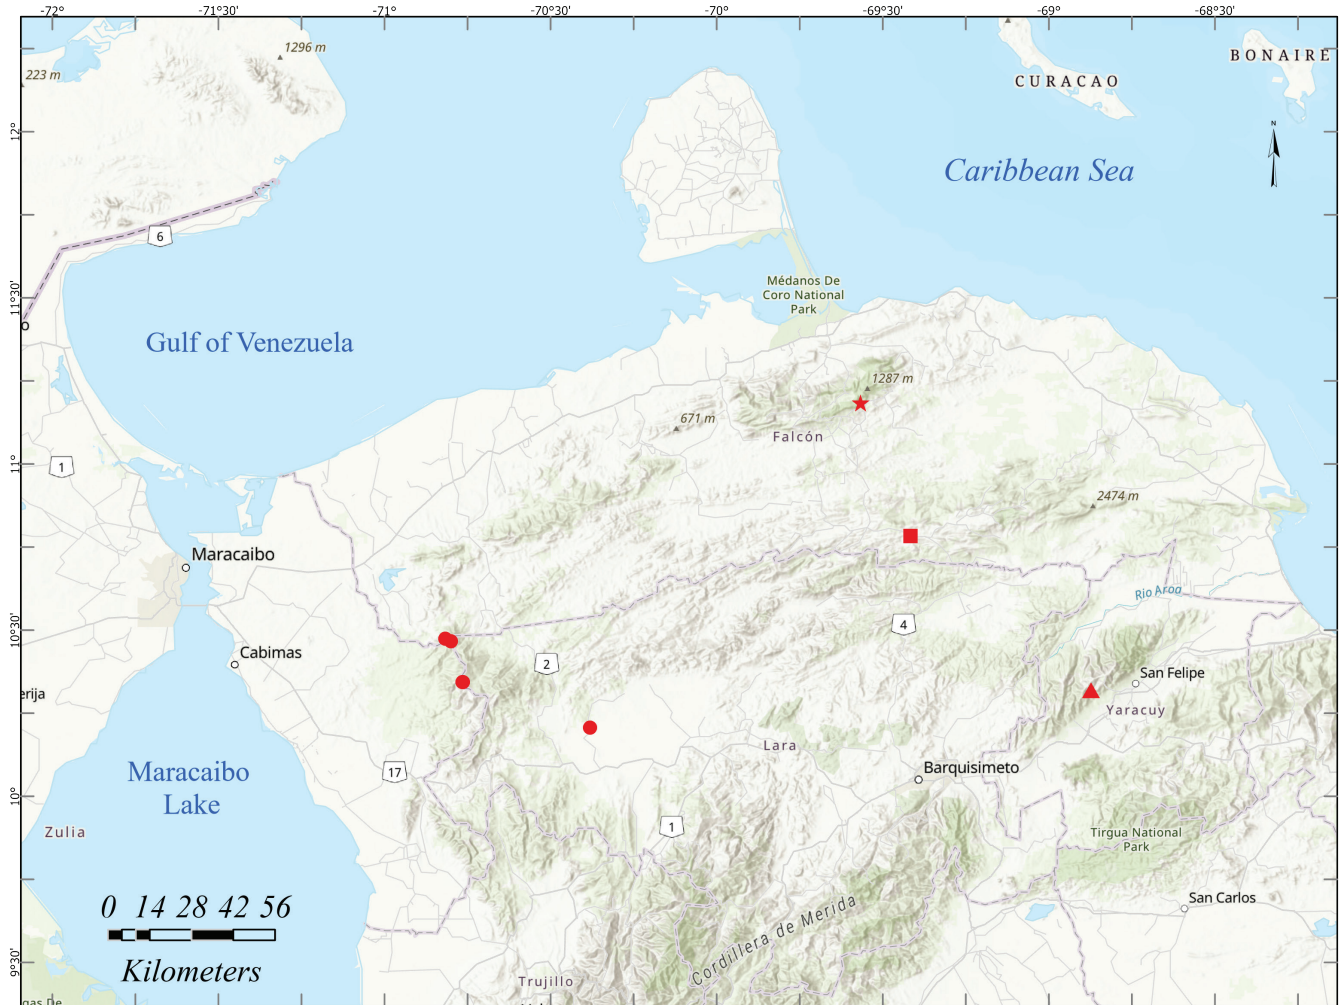 -72°
-71°30'
-71°
-70°30'
-70°
-69°30'
-69°
-68°30'
1296 m
BONAIRE
223 m
CURACAO
N
12°
Caribbean Sea
6
Médanos De
Coro National
Park
11°30'
Gulf of Venezuela
1287 m
671 m
Falcón
11°
1
2474 m
Maracaibo
Rio Aroa
4
10°30'
Cabimas
2
San Felipe
erija
Yaracuy
Lara
Barquisimeto
Maracaibo
Lake
17
10°
1
Zulia
Tirgua National
Park
San Carlos
0 14 28 42 56
Kilometers
Cordillera de Merida
9°30'
Trujillo
gas De